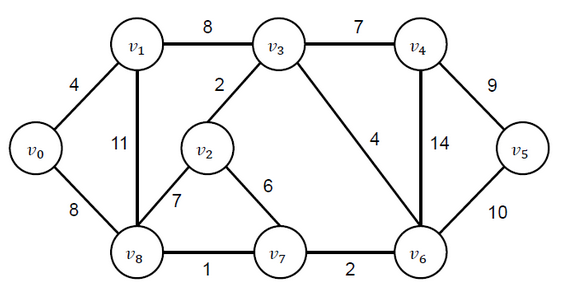 8 7
v₁ v₃ v₄
4 2 9
11 4 14
v₀ v₂ v₅
8 7 6 10
v₈ v₇ v₆
1 2